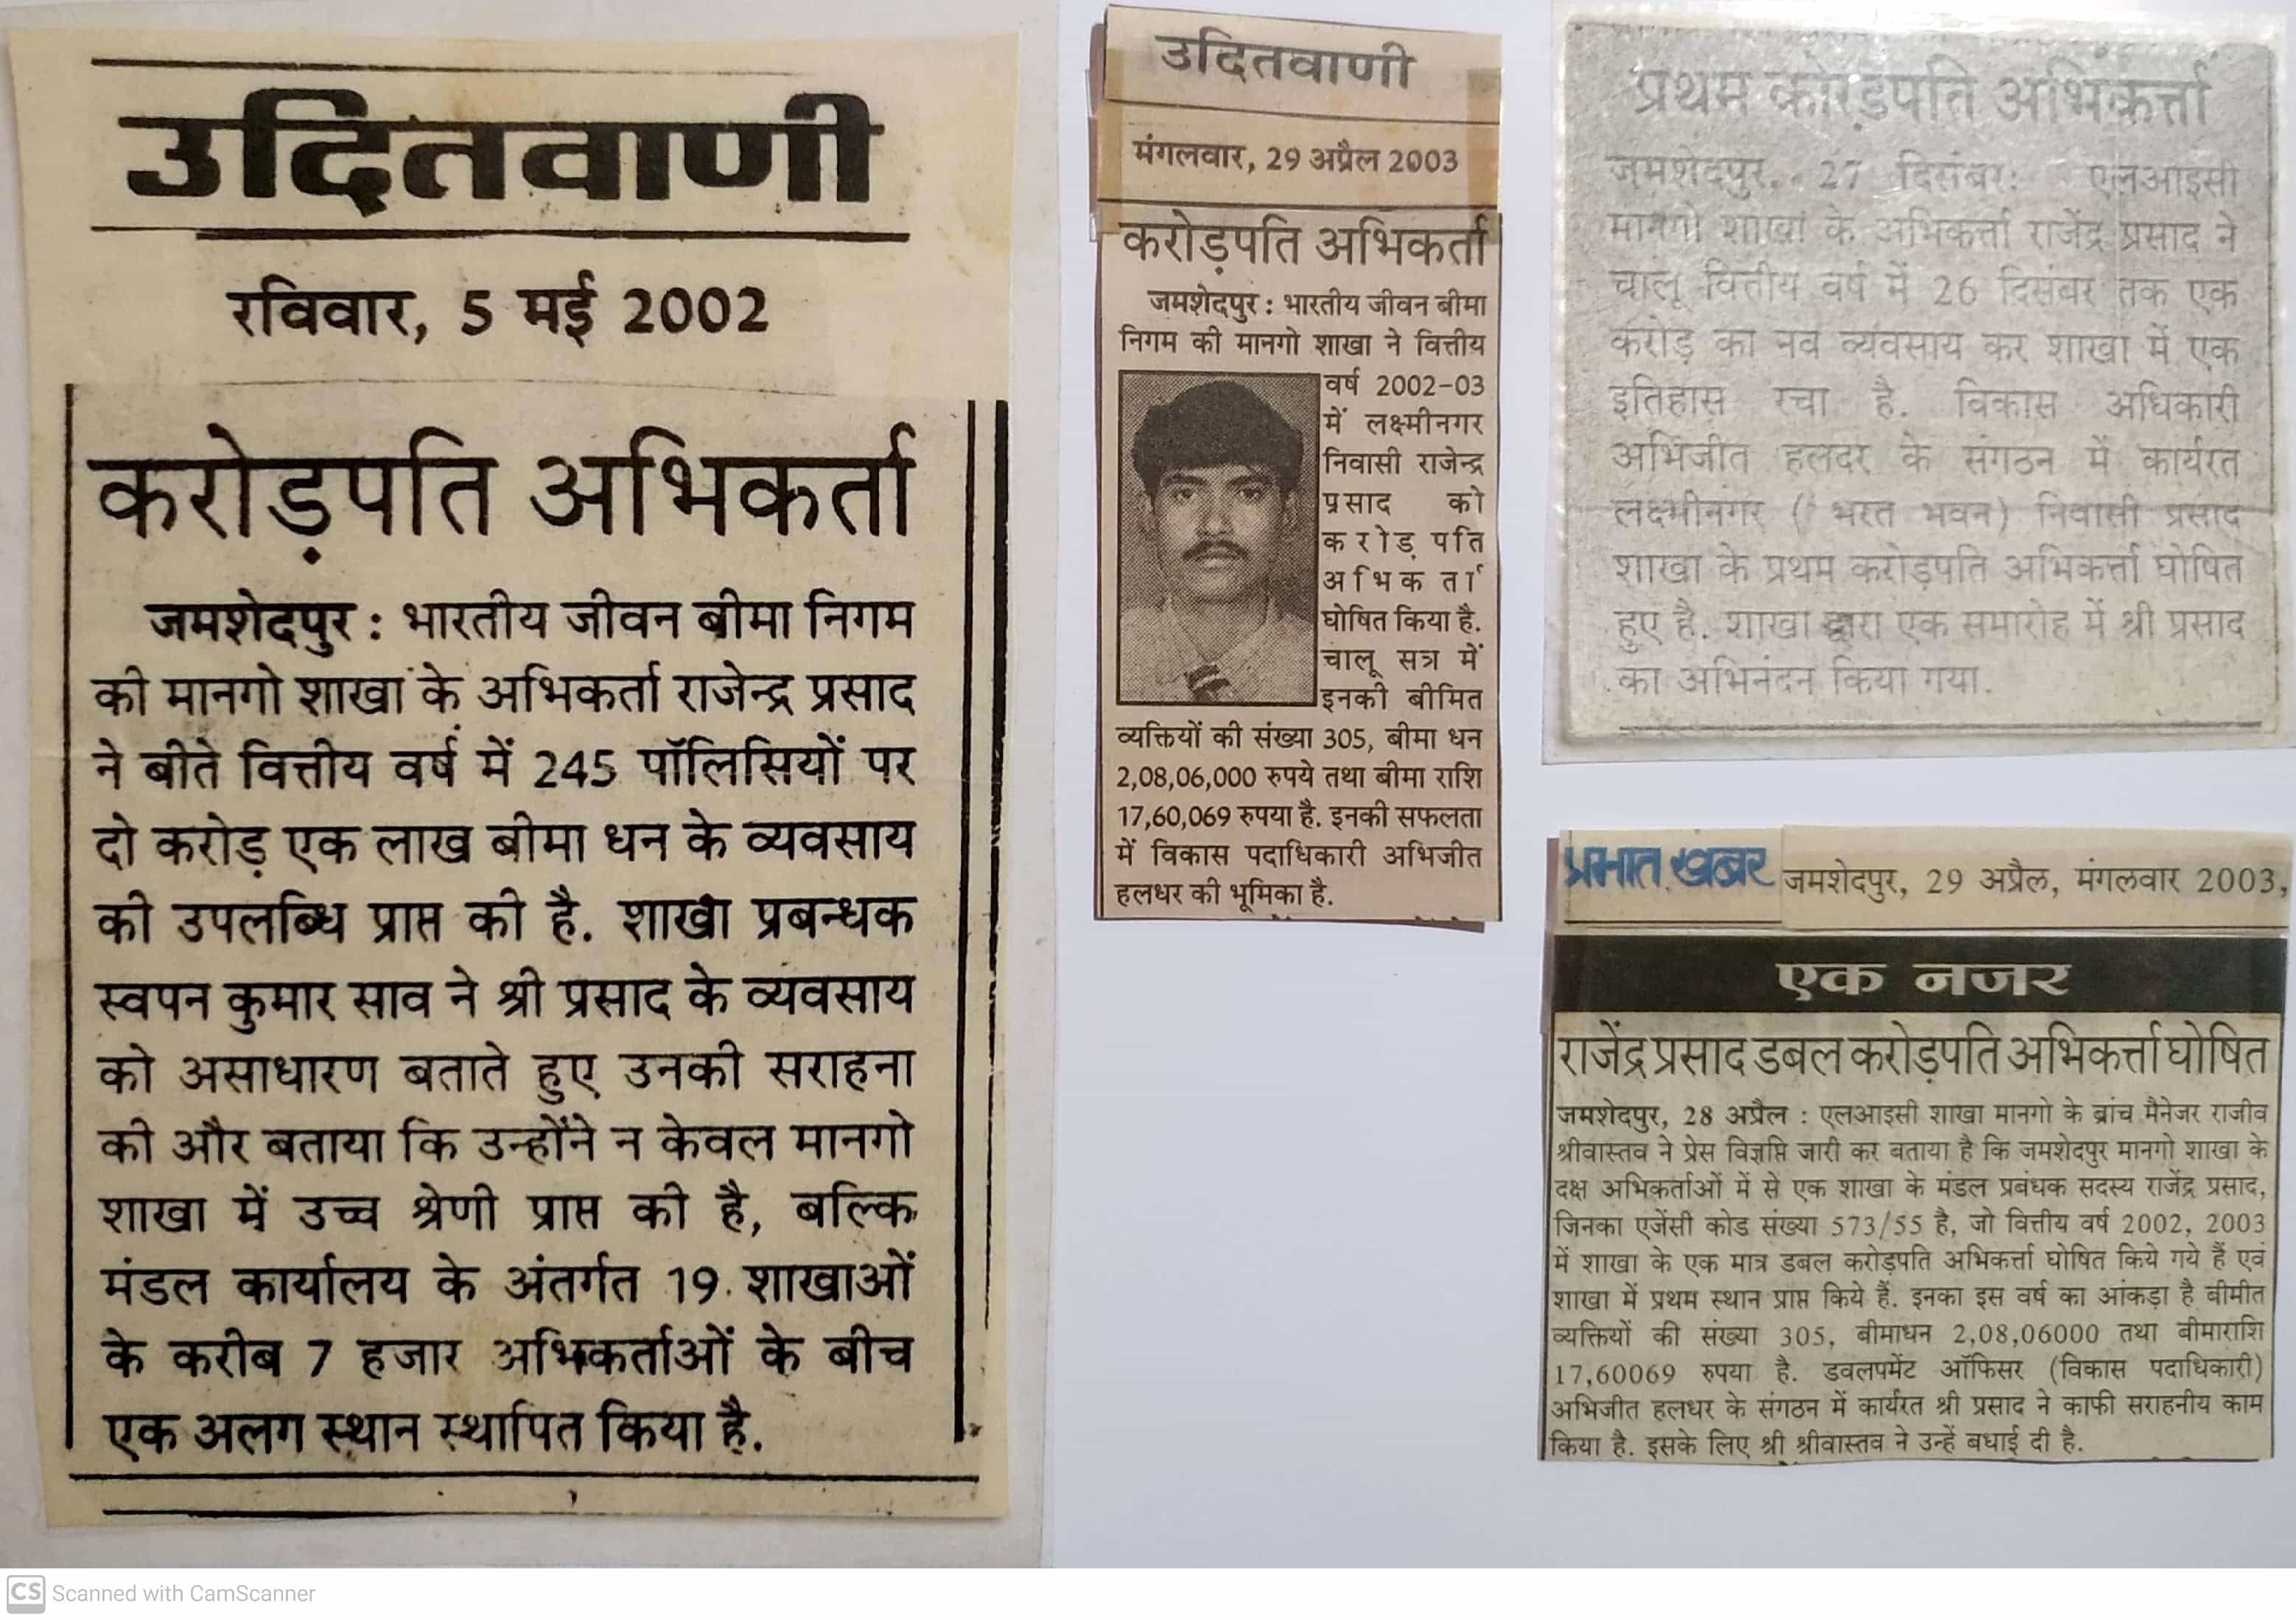 उदितवाणी
रविवार, 5 मई 2002
करोड़पति अभिकर्ता
जमशेदपुर : भारतीय जीवन बीमा निगम
की मानगो शाखा के अभिकर्ता राजेन्द्र प्रसाद
ने बीते वित्तीय वर्ष में 245 पॉलिसियों पर
दो करोड़ एक लाख बीमा धन के व्यवसाय
की उपलब्धि प्राप्त की है. शाखा प्रबन्धक
स्वपन कुमार साव ने श्री प्रसाद के व्यवसाय
को असाधारण बताते हुए उनकी सराहना
की और बताया कि उन्होंने न केवल मानगो
शाखा में उच्च श्रेणी प्राप्त की है, बल्कि
मंडल कार्यालय के अंतर्गत 19 शाखाओं
के करीब 7 हजार अभिकर्ताओं के बीच
एक अलग स्थान स्थापित किया है.
उदितवाणी
मंगलवार, 29 अप्रैल 2003
करोड़पति अभिकर्ता
जमशेदपुर : भारतीय जीवन बीमा
निगम की मानगो शाखा ने वित्तीय
वर्ष 2002-03
में लक्ष्मीनगर
निवासी राजेन्द्र
प्रसाद को
करोड़पति
अभिकर्ता
घोषित किया है.
चालू सत्र में
इनकी बीमित
व्यक्तियों की संख्या 305, बीमा धन
2,08,06,000 रुपये तथा बीमा राशि
17,60,069 रुपया है. इनकी सफलता
में विकास पदाधिकारी अभिजीत
हलधर की भूमिका है.
प्रथम कोरड़पति अभिकर्त्ता
जमशेदपुर, 27 दिसंबर: एलआइसी
मानगो शाखा के अभिकर्त्ता राजेंद्र प्रसाद ने
चालू वित्तीय वर्ष में 26 दिसंबर तक एक
करोड़ का नव व्यवसाय कर शाखा में एक
इतिहास रचा है. विकास अधिकारी
अभिजीत हलदर के संगठन में कार्यरत
लक्ष्मीनगर ( भरत भवन) निवासी प्रसाद
शाखा के प्रथम करोड़पति अभिकर्त्ता घोषित
हुए है. शाखा द्वारा एक समारोह में श्री प्रसाद
का अभिनंदन किया गया.
प्रभात खबर जमशेदपुर, 29 अप्रैल, मंगलवार 2003,
एक नजर
राजेंद्र प्रसाद डबल करोड़पति अभिकर्त्ता घोषित
जमशेदपुर, 28 अप्रैल : एलआइसी शाखा मानगो के ब्रांच मैनेजर राजीव
श्रीवास्तव ने प्रेस विज्ञप्ति जारी कर बताया है कि जमशेदपुर मानगो शाखा के
दक्ष अभिकर्ताओं में से एक शाखा के मंडल प्रबंधक सदस्य राजेंद्र प्रसाद,
जिनका एजेंसी कोड संख्या 573/55 है, जो वित्तीय वर्ष 2002, 2003
में शाखा के एक मात्र डबल करोड़पति अभिकर्त्ता घोषित किये गये हैं एवं
शाखा में प्रथम स्थान प्राप्त किये हैं. इनका इस वर्ष का आंकड़ा है बीमीत
व्यक्तियों की संख्या 305, बीमाधन 2,08,06000 तथा बीमाराशि
17,60069 रुपया है. डवलपमेंट ऑफिसर (विकास पदाधिकारी)
अभिजीत हलधर के संगठन में कार्यरत श्री प्रसाद ने काफी सराहनीय काम
किया है. इसके लिए श्री श्रीवास्तव ने उन्हें बधाई दी है.
CS Scanned with CamScanner